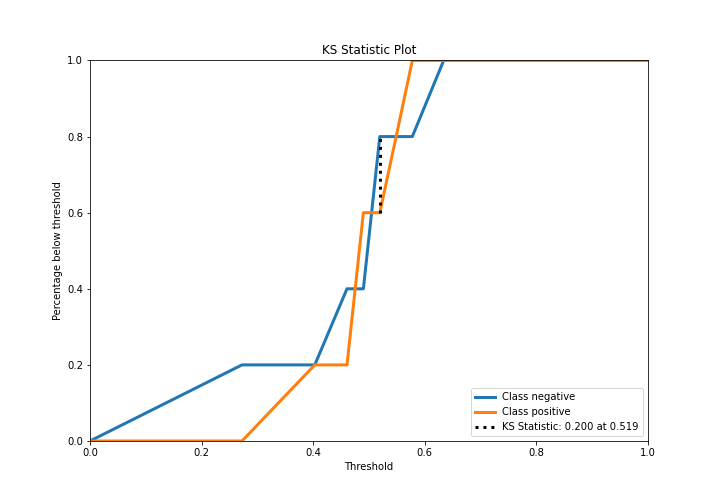 KS Statistic Plot
1.0
0.8
0.6
0.4
0.2
0.0
Percentage below threshold
0.0 0.2 0.4 0.6 0.8 1.0
Threshold
Class negative
Class positive
KS Statistic: 0.200 at 0.519